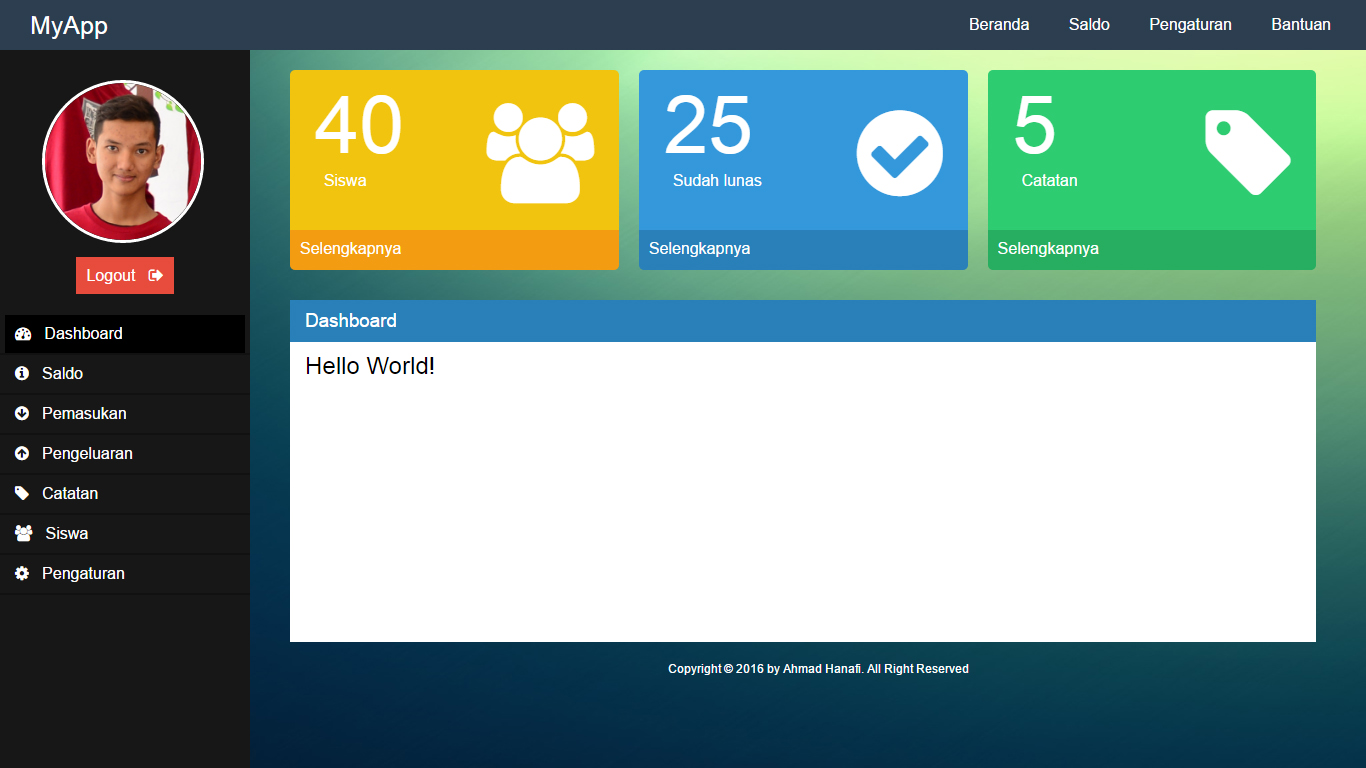 MyApp
Beranda Saldo Pengaturan Bantuan
Logout
Dashboard
Saldo
Pemasukan
Pengeluaran
Catatan
Siswa
Pengaturan
40
Siswa
Selengkapnya
25
Sudah lunas
Selengkapnya
5
Catatan
Selengkapnya
Dashboard
Hello World!
Copyright © 2016 by Ahmad Hanafi. All Right Reserved